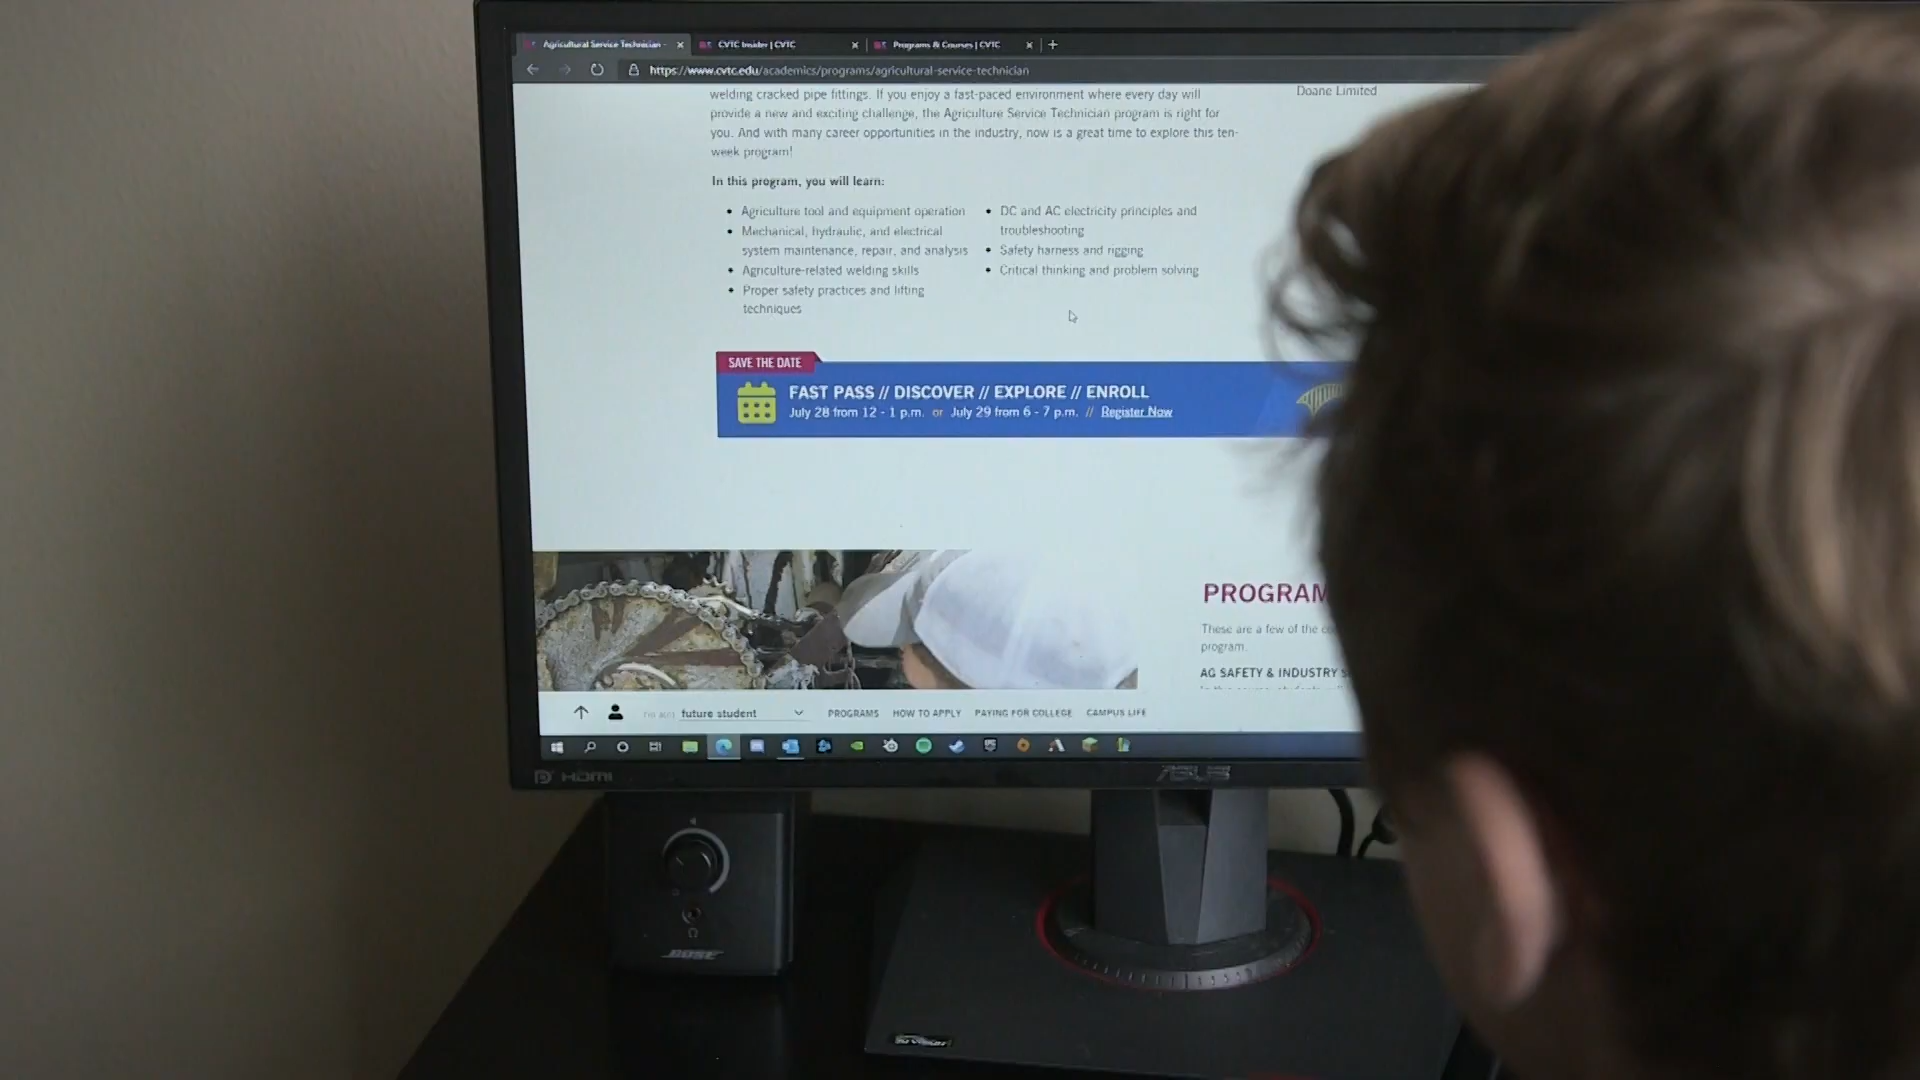 Agricultural Service Technician -
CVTC Insider | CVTC
Programs & Courses | CVTC
https://www.cvtc.edu/academics/programs/agricultural-service-technician
welding cracked pipe fittings. If you enjoy a fast-paced environment where every day will
provide a new and exciting challenge, the Agriculture Service Technician program is right for
you. And with many career opportunities in the industry, now is a great time to explore this ten-
week program!
Doane Limited
In this program, you will learn:
• Agriculture tool and equipment operation
• Mechanical, hydraulic, and electrical
system maintenance, repair, and analysis
• Agriculture-related welding skills
• Proper safety practices and lifting
techniques
• DC and AC electricity principles and
troubleshooting
• Safety harness and rigging
• Critical thinking and problem solving
SAVE THE DATE
FAST PASS // DISCOVER // EXPLORE // ENROLL
July 28 from 12 - 1 p.m. or July 29 from 6 - 7 p.m. // Register Now
PROGRAM
These are a few of the
program.
AG SAFETY & INDUSTRY
future student
PROGRAMS
HOW TO APPLY
PAYING FOR COLLEGE
CAMPUS LIFE
HDMI
ASUS
BOSE